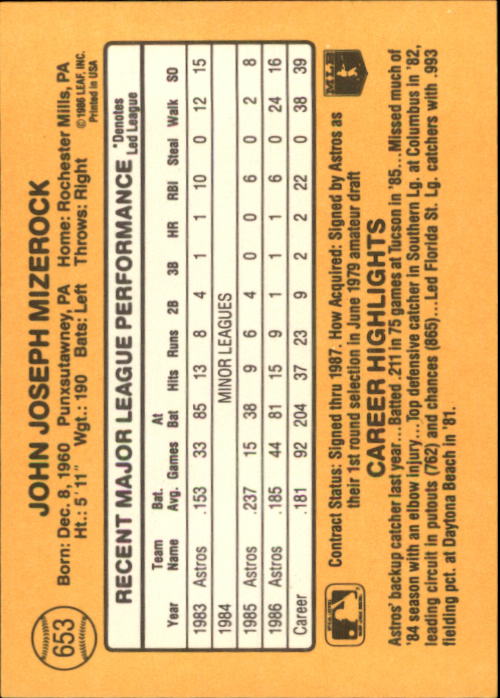 653
JOHN JOSEPH MIZEROCK
Born: Dec. 8, 1960 Punxsutawney, PA Home: Rochester Mills, PA
Ht.: 5'11" Wgt.: 190 Bats: Left Throws: Right
© 1986 LEAF, INC.
Printed in USA
RECENT MAJOR LEAGUE PERFORMANCE
*Denotes
Led League
Year Team Name Bat. Avg. Games At Bat Hits Runs 2B 3B HR RBI Steal Walk SO
1983 Astros .153 33 85 13 8 4 1 1 10 0 12 15
1984 MINOR LEAGUES
1985 Astros .237 15 38 9 6 4 0 0 6 0 2 8
1986 Astros .185 44 81 15 9 1 1 1 6 0 24 16
Career .181 92 204 37 23 9 2 2 22 0 38 39
Contract Status: Signed thru 1987. How Acquired: Signed by Astros as
their 1st round selection in June 1979 amateur draft
MLB
CAREER HIGHLIGHTS
Astros' backup catcher last year...Batted .211 in 75 games at Tucson in '85...Missed much of
'84 season with an elbow injury...Top defensive catcher in Southern Lg. at Columbus in '82,
leading circuit in putouts (762) and chances (865)...Led Florida St. Lg. catchers with .993
fielding pct. at Daytona Beach in '81.